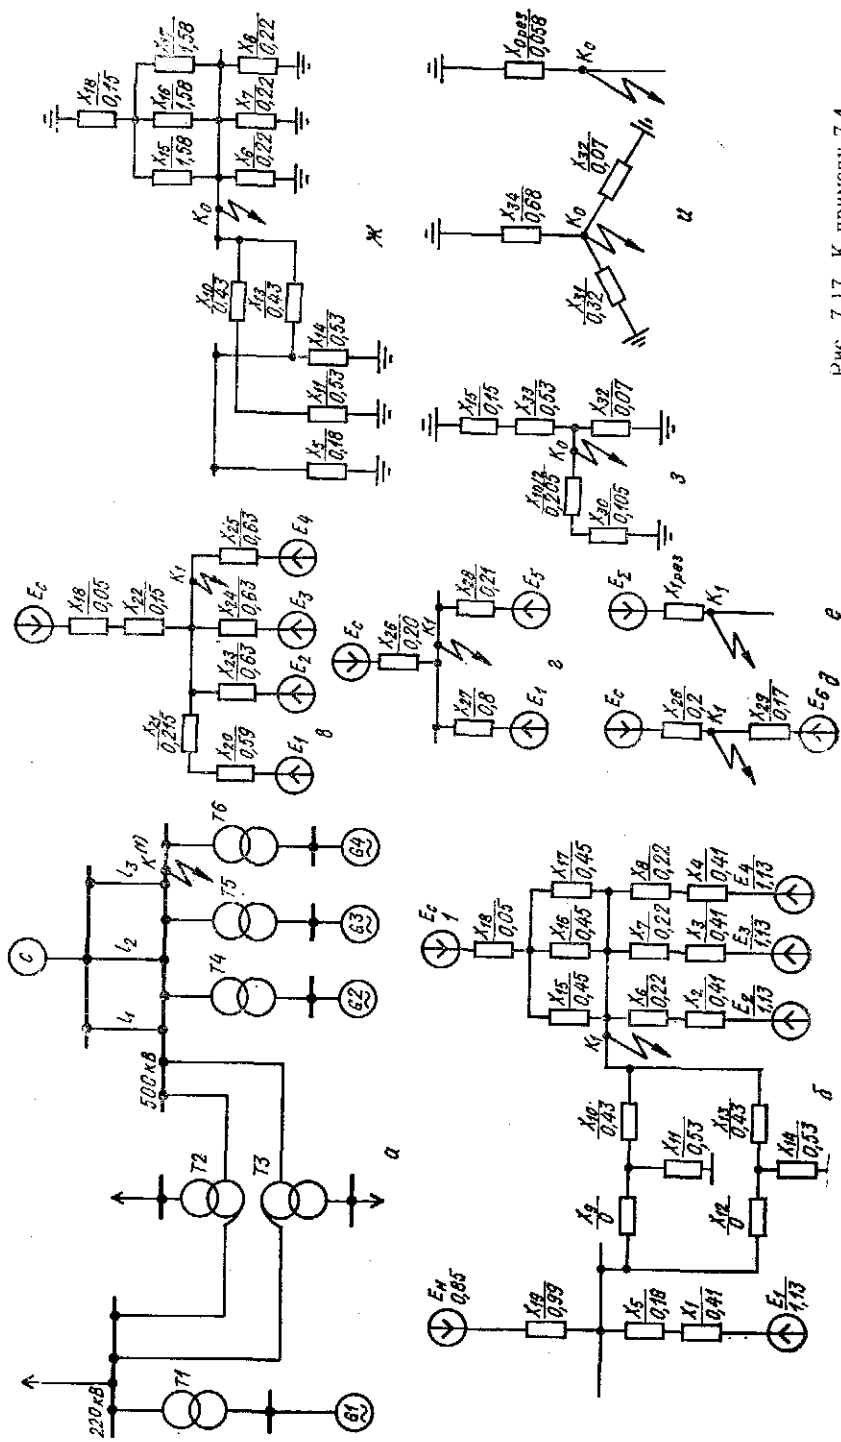 С
l₁
l₂
l₃
K⁽¹⁾
500кВ
220кВ
T1
T2
T3
T4
T5
T6
G1
G2
G3
G4
а
Eн
0,85
X19
0,99
X5
0,18
X1
0,41
E1
1,13
X9
0
X10
0,43
X11
0,53
X12
0
X13
0,43
X14
0,53
K1
Eс
1
X18
0,05
X15
0,45
X16
0,45
X17
0,45
X6
0,22
X7
0,22
X8
0,22
X2
0,41
X3
0,41
X4
0,41
E2
1,13
E3
1,13
E4
1,13
б
Eс
X18
0,05
X22
0,15
K1
X21
0,215
X20
0,59
X23
0,63
X24
0,63
X25
0,63
E1
E2
E3
E4
в
Eс
X26
0,20
K1
X27
0,8
X28
0,21
E1
E5
г
Eс
X26
0,2
K1
X29
0,17
E6
д
EΣ
X1рез
K1
е
X18
0,15
X15
1,58
X16
1,58
X17
1,58
K0
X6
0,22
X7
0,22
X8
0,22
X10
0,43
X13
0,43
X5
0,18
X11
0,53
X14
0,53
ж
X15
0,15
X33
0,53
K0
X10/2
0,205
X30
0,105
X32
0,07
з
X34
0,68
K0
X31
0,32
X32
0,07
и
X0рез
0,058
K0
Рис. 7.17. К примеру 7.4